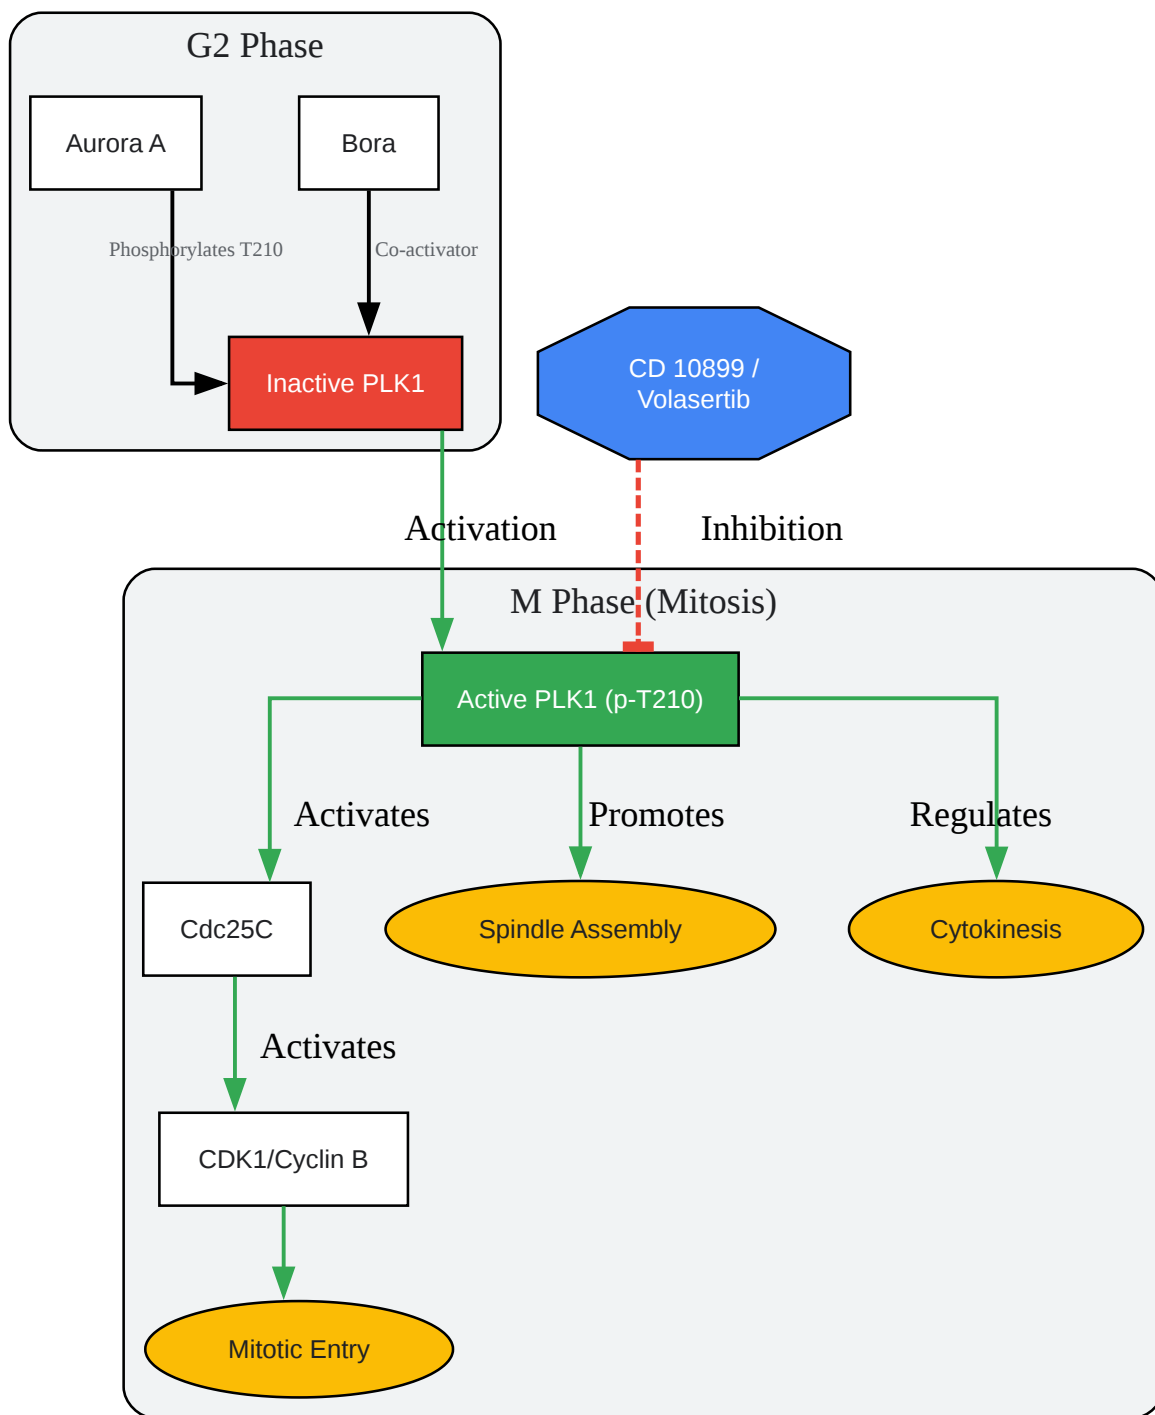 G2 Phase
Aurora A
Bora
Phosphorylates T210
Co-activator
Inactive PLK1
CD 10899 /
Volasertib
Activation
Inhibition
M Phase (Mitosis)
Active PLK1 (p-T210)
Activates
Promotes
Regulates
Cdc25C
Spindle Assembly
Cytokinesis
Activates
CDK1/Cyclin B
Mitotic Entry